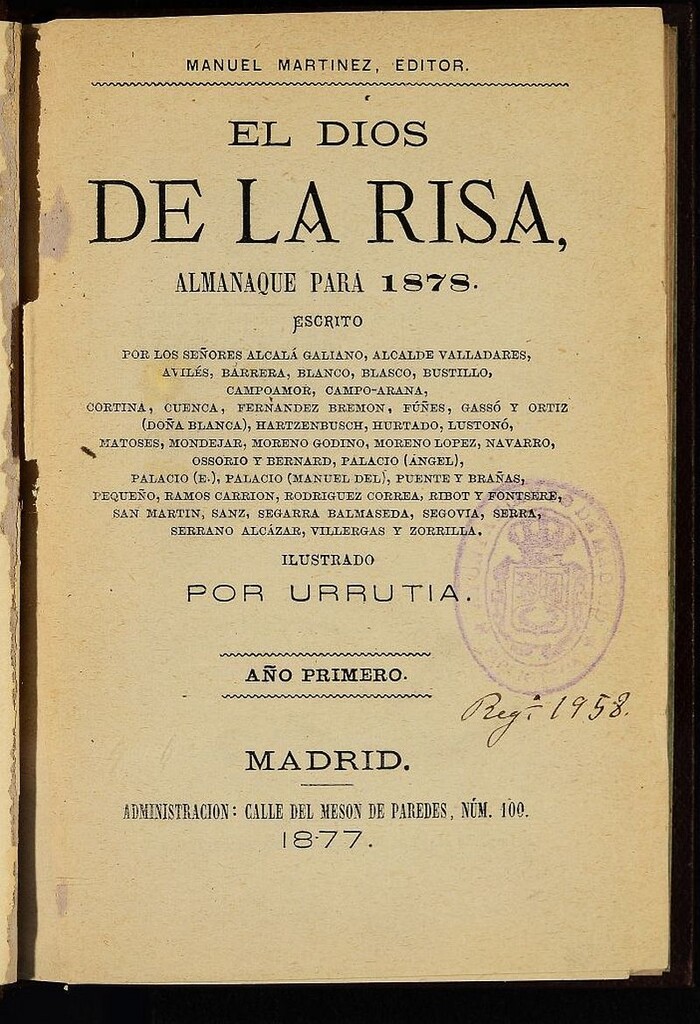 MANUEL MARTINEZ, EDITOR.
EL DIOS
DE LA RISA,
ALMANAQUE PARA 1878.
ESCRITO
POR LOS SEÑORES ALCALÁ GALIANO, ALCALDE VALLADARES,
AVILÉS, BARRERA, BLANCO, BLASCO, BUSTILLO,
CAMPOAMOR, CAMPO-ARANA,
CORTINA, CUENCA, FERNANDEZ BREMON, FÚÑES, GASSÓ Y ORTIZ
(DOÑA BLANCA), HARTZENBUSCH, HURTADO, LUSTONÓ,
MATOSES, MONDEJAR, MORENO GODINO, MORENO LOPEZ, NAVARRO,
OSSORIO Y BERNARD, PALACIO (ÁNGEL),
PALACIO (E.), PALACIO (MANUEL DEL), PUENTE Y BRAÑAS,
PEQUEÑO, RAMOS CARRION, RODRIGUEZ CORREA, RIBOT Y FONTSERE,
SAN MARTIN, SANZ, SEGARRA BALMASEDA, SEGOVIA, SERRA,
SERRANO ALCÁZAR, VILLERGAS Y ZORRILLA.
ILUSTRADO
POR URRUTIA.
AÑO PRIMERO.
Reg.º 1958.
MADRID.
ADMINISTRACION: CALLE DEL MESON DE PAREDES, NÚM. 100.
1877.